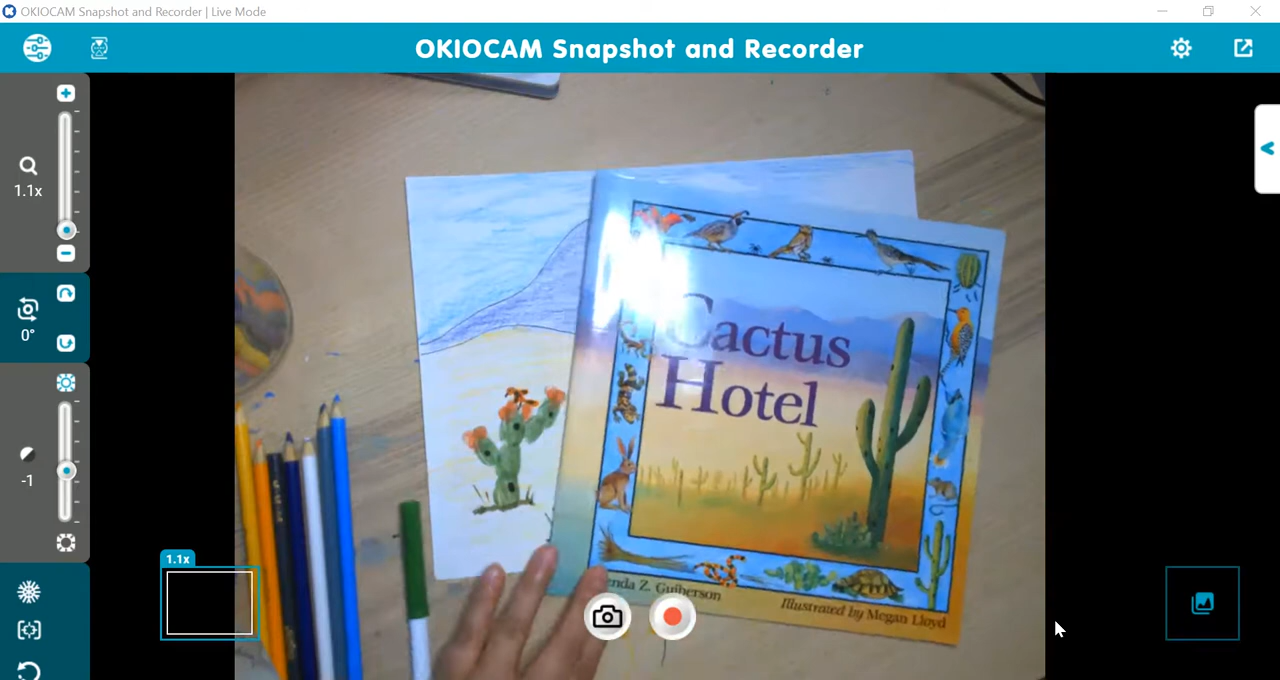 OKIOCAM Snapshot and Recorder | Live Mode
OKIOCAM Snapshot and Recorder
1.1x
0°
-1
1.1x
Cactus
Hotel
Z. Guiberson
Illustrated by Megan Lloyd